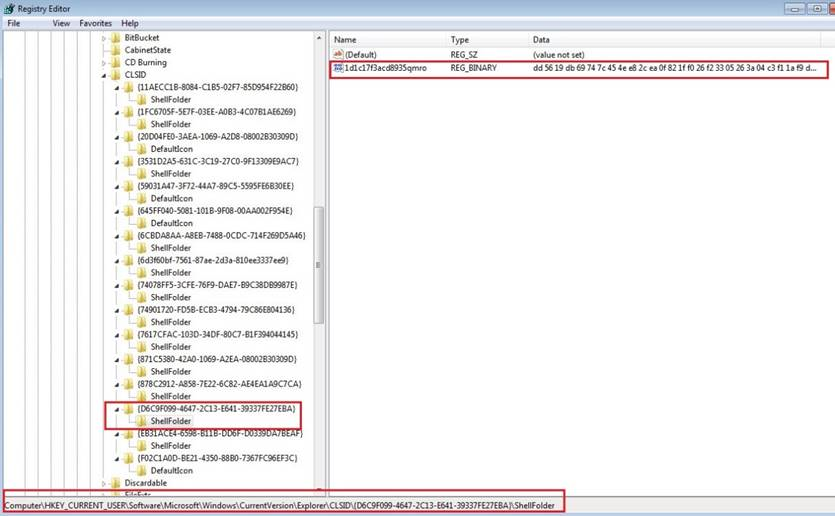 Registry Editor
File View Favorites Help
BitBucket
CabinetState
CD Burning
CLSID
{11AECC1B-8084-C1B5-02F7-85D954F22B60}
ShellFolder
{1FC6705F-5E7F-03EE-A0B3-4C07B1AE6269}
ShellFolder
{20D04FE0-3AEA-1069-A2D8-08002B30309D}
DefaultIcon
{3531D2A5-631C-3C19-27C0-9F13309E9AC7}
ShellFolder
{59031A47-3F72-44A7-89C5-5595FE6B30EE}
DefaultIcon
{645FF040-5081-101B-9F08-00AA002F954E}
DefaultIcon
{6CBDA8AA-A8EB-7488-0CDC-714F269D5A46}
ShellFolder
{6d3f60bf-7561-87ae-2d3a-810ee3337ee9}
ShellFolder
{74078FF5-3CFE-76F9-DAE7-B9C38DB9987E}
ShellFolder
{74901720-FD5B-ECB3-4794-79C86E804136}
ShellFolder
{7617CFAC-103D-34DF-80C7-B1F394044145}
ShellFolder
{871C5380-42A0-1069-A2EA-08002B30309D}
ShellFolder
{878C2912-A858-7E22-6C82-AE4EA1A9C7CA}
ShellFolder
{D6C9F099-4647-2C13-E641-39337FE27EBA}
ShellFolder
{EB31ACE4-6598-B11B-DD6F-D0339DA7BEAF}
ShellFolder
{F02C1A0D-BE21-4350-88B0-7367FC96EF3C}
DefaultIcon
Discardable
FileExts
Name Type Data
(Default) REG_SZ (value not set)
1d1c17f3acd8935qmro REG_BINARY dd 56 19 db 69 74 7c 45 4e e8 2c ea 0f 82 1f f0 26 f2 33 05 26 3a 04 c3 f1 1a f9 d...
Computer\HKEY_CURRENT_USER\Software\Microsoft\Windows\CurrentVersion\Explorer\CLSID\{D6C9F099-4647-2C13-E641-39337FE27EBA}\ShellFolder